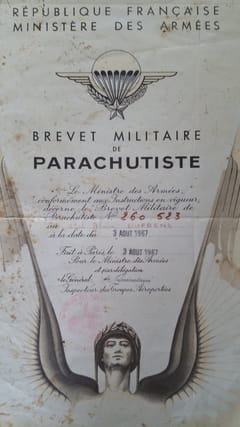 RÉPUBLIQUE FRANÇAISE
MINISTÈRE DES ARMÉES
BREVET MILITAIRE
DE
PARACHUTISTE
Le Ministre des Armées,
conformément aux Instructions en vigueur,
décerne le Brevet Militaire de
Parachutiste N° 260 523
au
à la date du 3 AOUT 1967
Fait à Paris, le 3 AOUT 1967
Pour le Ministre des Armées
et par délégation
le Général
Inspecteur des Troupes Aéroportées